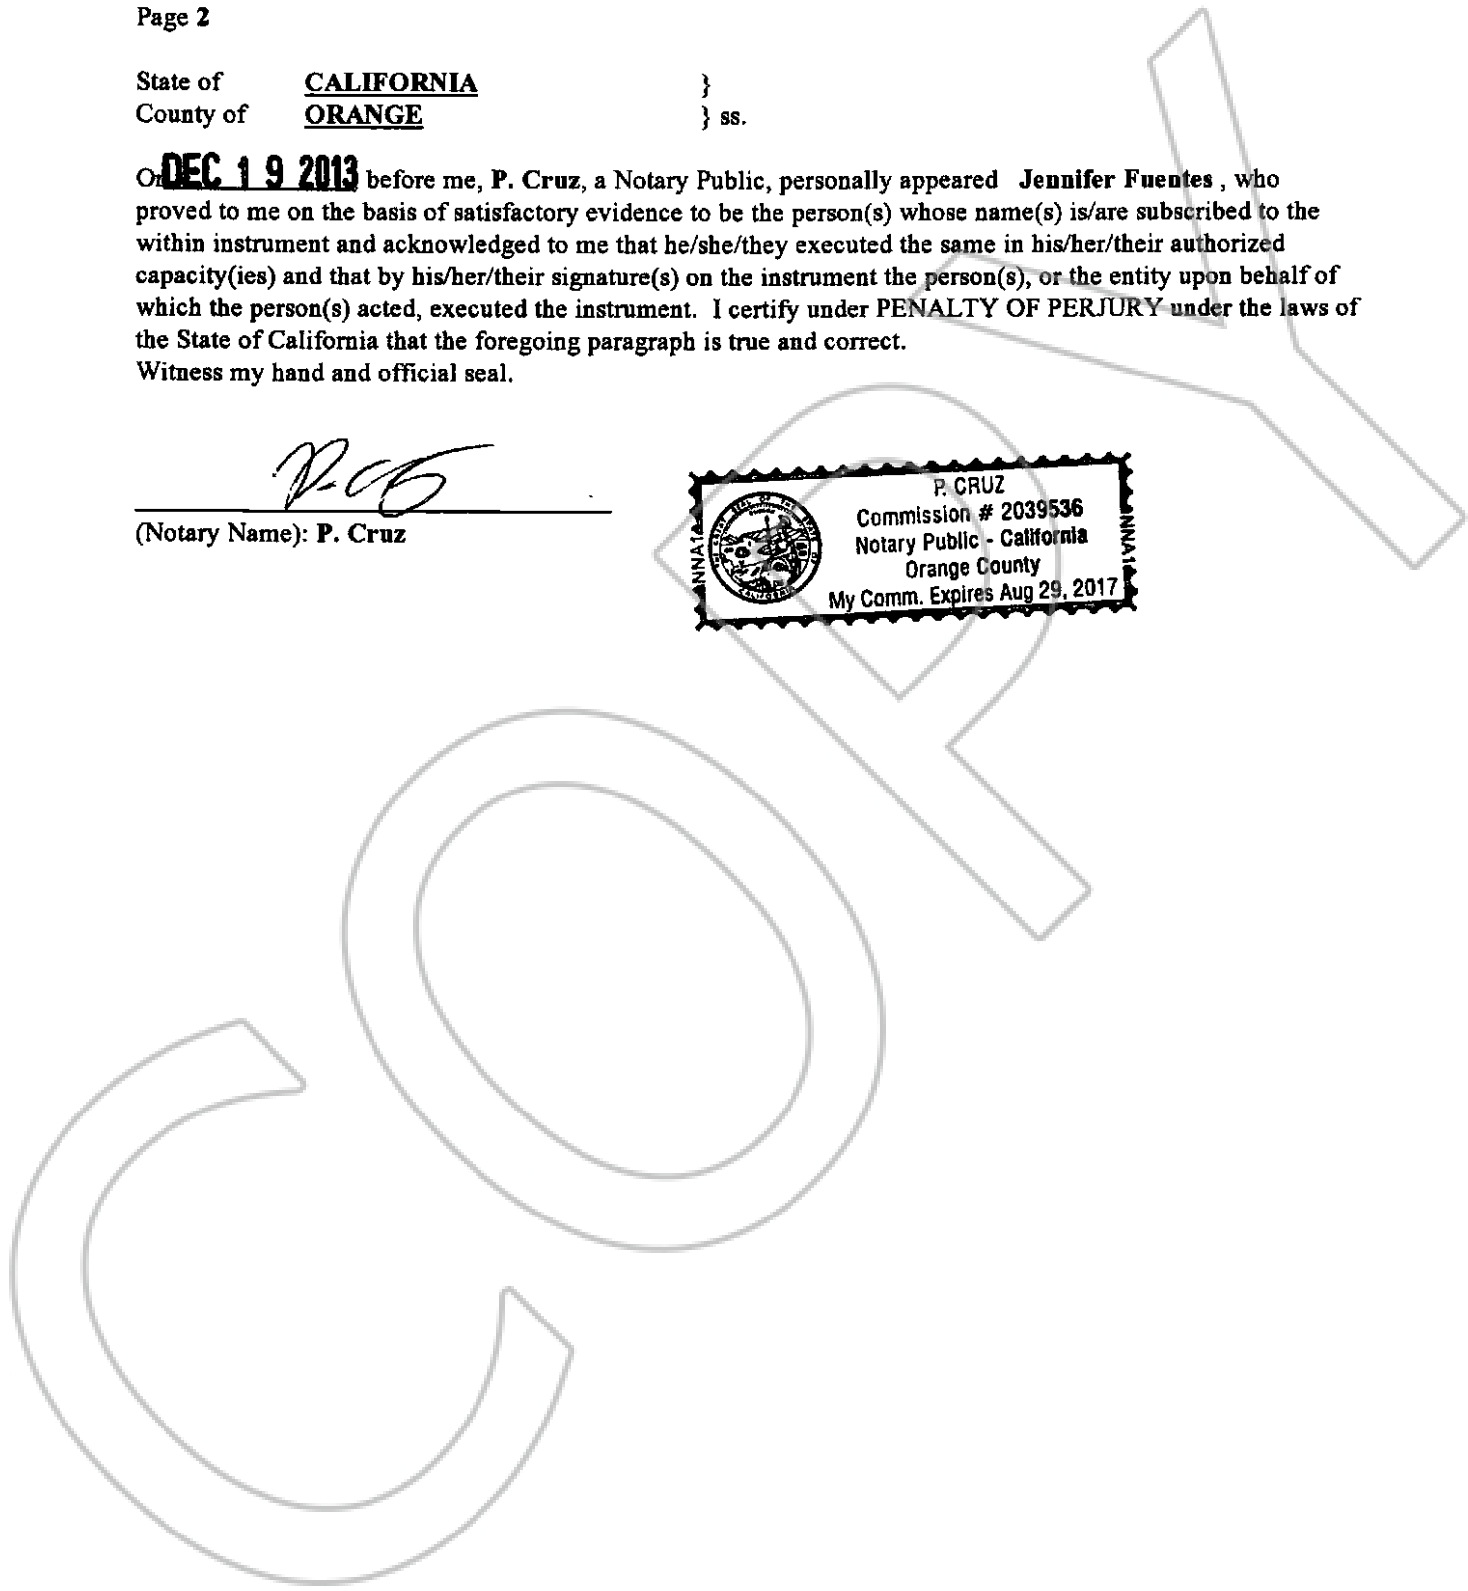 Page 2
State of CALIFORNIA }
County of ORANGE } ss.
On DEC 19 2013 before me, P. Cruz, a Notary Public, personally appeared Jennifer Fuentes , who
proved to me on the basis of satisfactory evidence to be the person(s) whose name(s) is/are subscribed to the
within instrument and acknowledged to me that he/she/they executed the same in his/her/their authorized
capacity(ies) and that by his/her/their signature(s) on the instrument the person(s), or the entity upon behalf of
which the person(s) acted, executed the instrument. I certify under PENALTY OF PERJURY under the laws of
the State of California that the foregoing paragraph is true and correct.
Witness my hand and official seal.
(Notary Name): P. Cruz
P. CRUZ
Commission # 2039536
Notary Public - California
Orange County
My Comm. Expires Aug 29, 2017
COPY